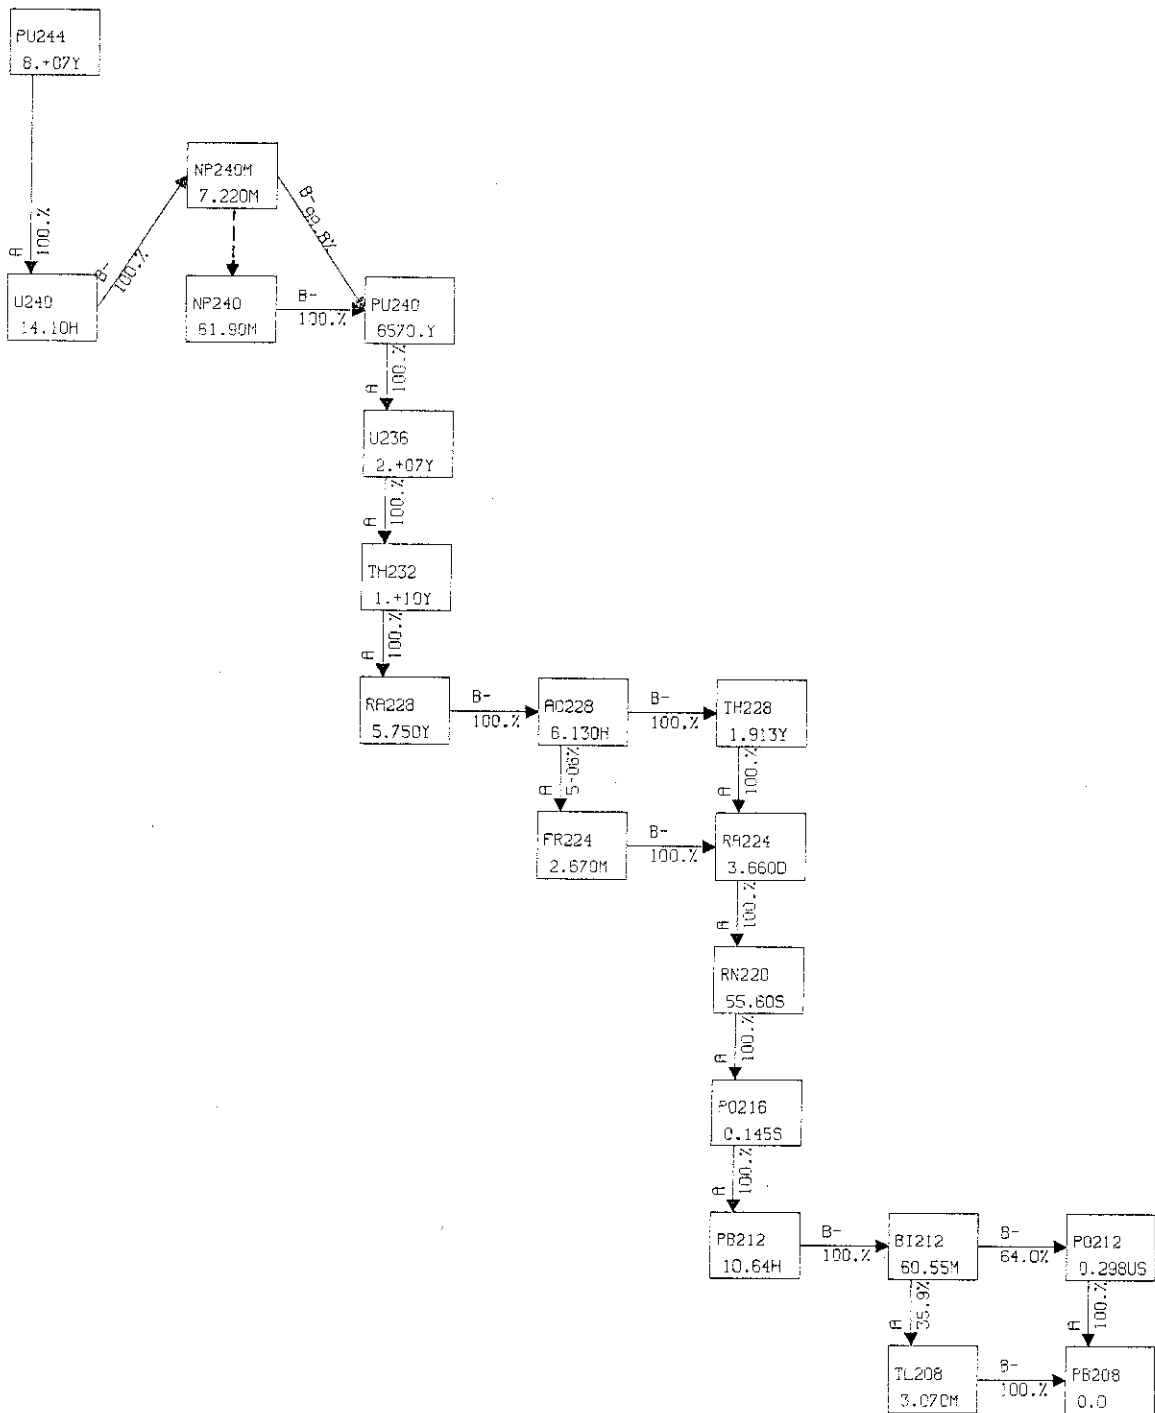 PU244
8.+07Y
A
100.%
NP240M
7.220M
B-
99.8%
B-
100.%
U240
14.10H
NP240
61.90M
B-
100.%
PU240
6570.Y
A
100.%
U236
2.+07Y
A
100.%
TH232
1.+10Y
A
100.%
RA228
5.750Y
B-
100.%
AC228
6.130H
B-
100.%
TH228
1.913Y
A
5-06%
A
100.%
FR224
2.670M
B-
100.%
RA224
3.660D
A
100.%
RN220
55.60S
A
100.%
PO216
0.145S
A
100.%
PB212
10.64H
B-
100.%
BI212
60.55M
B-
64.0%
PO212
0.298US
A
35.9%
A
100.%
TL208
3.070M
B-
100.%
PB208
0.0